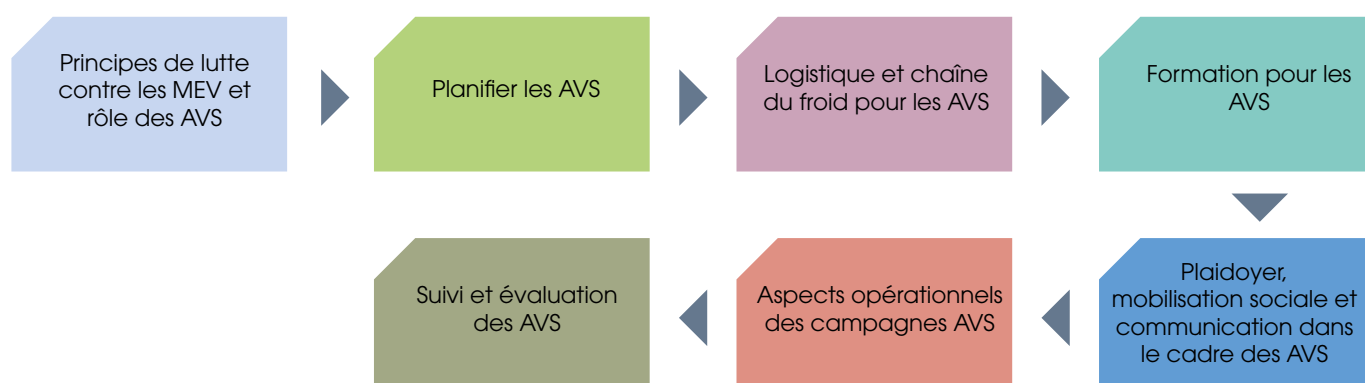 Principes de lutte
contre les MEV et
rôle des AVS
Planifier les AVS
Logistique et chaîne
du froid pour les AVS
Formation pour les
AVS
Plaidoyer,
mobilisation sociale et
communication dans
le cadre des AVS
Aspects opérationnels
des campagnes AVS
Suivi et évaluation
des AVS